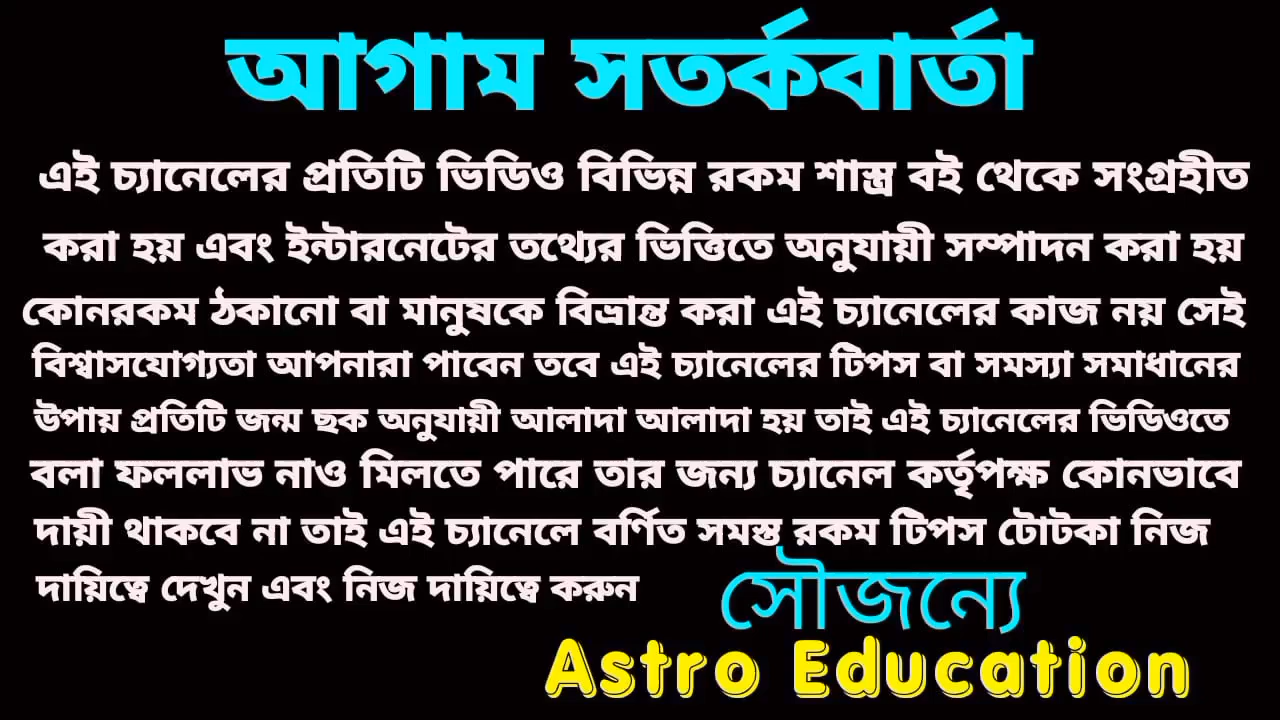 আগাম সতর্কবার্তা
এই চ্যানেলের প্রতিটি ভিডিও বিভিন্ন রকম শাস্ত্র বই থেকে সংগ্রহীত
করা হয় এবং ইন্টারনেটের তথ্যের ভিত্তিতে অনুযায়ী সম্পাদন করা হয়
কোনরকম ঠকানো বা মানুষকে বিভ্রান্ত করা এই চ্যানেলের কাজ নয় সেই
বিশ্বাসযোগ্যতা আপনারা পাবেন তবে এই চ্যানেলের টিপস বা সমস্যা সমাধানের
উপায় প্রতিটি জন্ম ছক অনুযায়ী আলাদা আলাদা হয় তাই এই চ্যানেলের ভিডিওতে
বলা ফললাভ নাও মিলতে পারে তার জন্য চ্যানেল কর্তৃপক্ষ কোনভাবে
দায়ী থাকবে না তাই এই চ্যানেলে বর্ণিত সমস্ত রকম টিপস টোটকা নিজ
দায়িত্বে দেখুন এবং নিজ দায়িত্বে করুন
সৌজন্যে
Astro Education